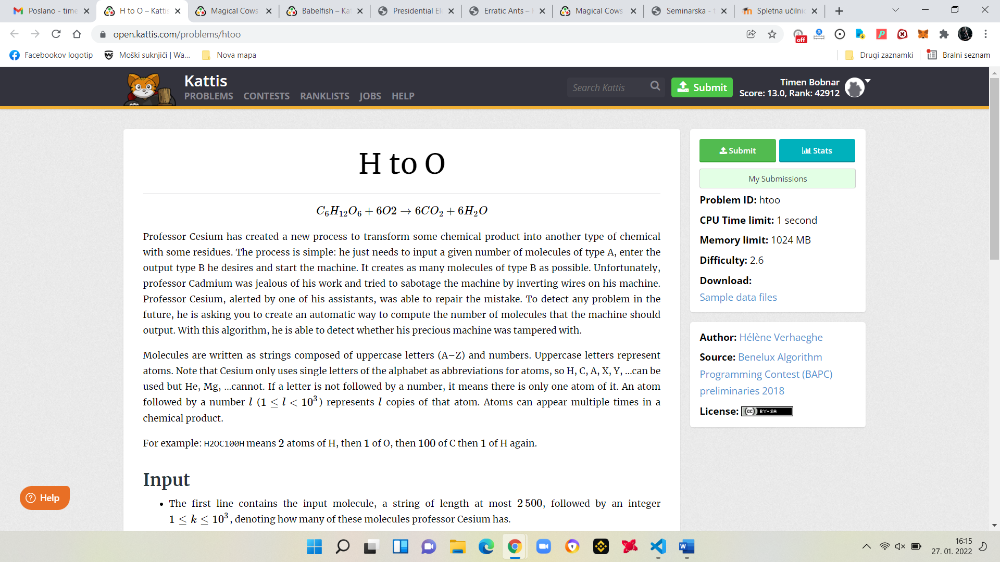 Poslano - time
H to O – Kattis
Magical Cows
Babelfish – Kat
Presidential Ele
Erratic Ants – K
Magical Cows
Seminarska - t
Spletna učilnic
open.kattis.com/problems/htoo
off
Facebookov logotip
Moški suknjiči | Wa...
Nova mapa
Drugi zaznamki
Bralni seznam
Kattis
PROBLEMS CONTESTS RANKLISTS JOBS HELP
Search Kattis
Submit
Timen Bobnar
Score: 13.0, Rank: 42912
H to O
C₆H₁₂O₆ + 6O2 → 6CO₂ + 6H₂O
Professor Cesium has created a new process to transform some chemical product into another type of chemical
with some residues. The process is simple: he just needs to input a given number of molecules of type A, enter the
output type B he desires and start the machine. It creates as many molecules of type B as possible. Unfortunately,
professor Cadmium was jealous of his work and tried to sabotage the machine by inverting wires on his machine.
Professor Cesium, alerted by one of his assistants, was able to repair the mistake. To detect any problem in the
future, he is asking you to create an automatic way to compute the number of molecules that the machine should
output. With this algorithm, he is able to detect whether his precious machine was tampered with.
Molecules are written as strings composed of uppercase letters (A–Z) and numbers. Uppercase letters represent
atoms. Note that Cesium only uses single letters of the alphabet as abbreviations for atoms, so H, C, A, X, Y, ...can be
used but He, Mg, ...cannot. If a letter is not followed by a number, it means there is only one atom of it. An atom
followed by a number l (1 ≤ l < 10³) represents l copies of that atom. Atoms can appear multiple times in a
chemical product.
For example: H2OC100H means 2 atoms of H, then 1 of O, then 100 of C then 1 of H again.
Input
• The first line contains the input molecule, a string of length at most 2 500, followed by an integer
1 ≤ k ≤ 10³, denoting how many of these molecules professor Cesium has.
Submit
Stats
My Submissions
Problem ID: htoo
CPU Time limit: 1 second
Memory limit: 1024 MB
Difficulty: 2.6
Download:
Sample data files
Author: Hélène Verhaeghe
Source: Benelux Algorithm
Programming Contest (BAPC)
preliminaries 2018
License: (cc) BY-SA
Help
16:15
27. 01. 2022